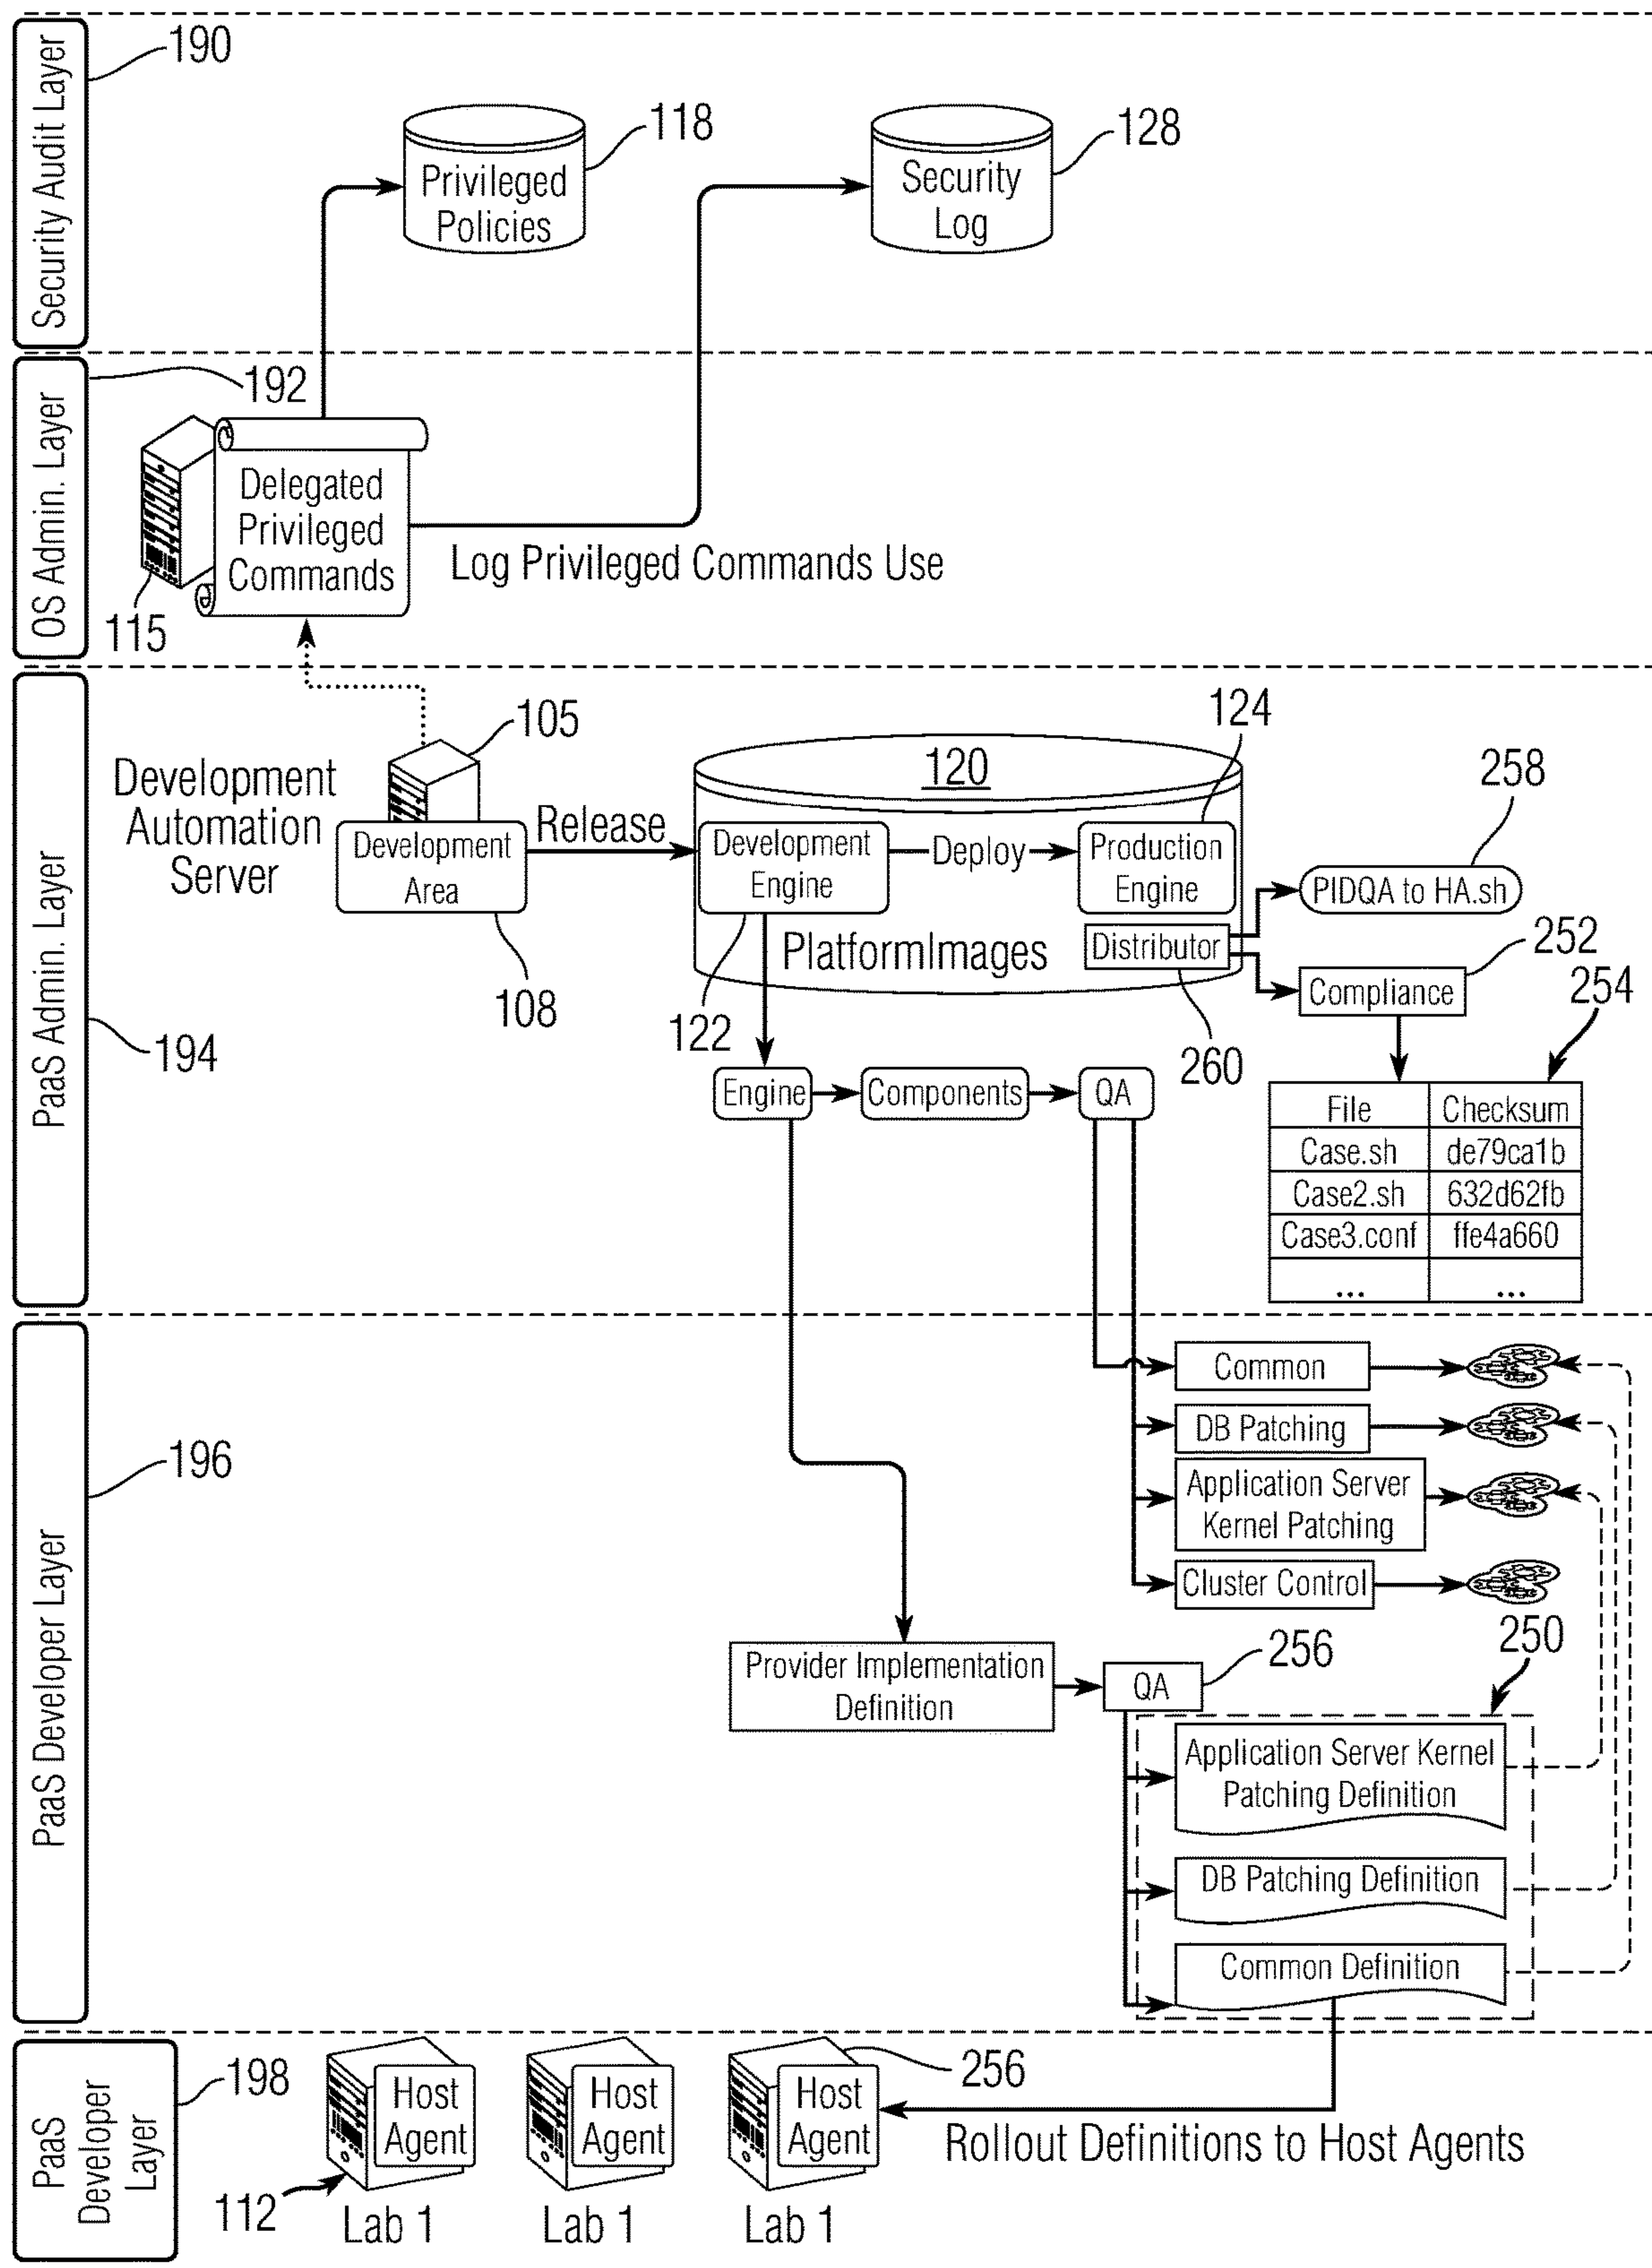 Security Audit Layer
190
Privileged
Policies
118
Security
Log
128
OS Admin. Layer
192
Delegated
Privileged
Commands
115
Log Privileged Commands Use
PaaS Admin. Layer
194
Development
Automation
Server
105
Development
Area
108
Release
120
Development
Engine
122
Deploy
Production
Engine
124
PlatformImages
Distributor
260
PIDQA to HA.sh
258
Compliance
252
254
Engine
Components
QA
File Checksum
Case.sh de79ca1b
Case2.sh 632d62fb
Case3.conf ffe4a660
... ...
PaaS Developer Layer
196
Common
DB Patching
Application Server
Kernel Patching
Cluster Control
Provider Implementation
Definition
QA
256
250
Application Server Kernel
Patching Definition
DB Patching Definition
Common Definition
PaaS
Developer
Layer
198
Host
Agent
112
Lab 1
Host
Agent
Lab 1
Host
Agent
256
Lab 1
Rollout Definitions to Host Agents